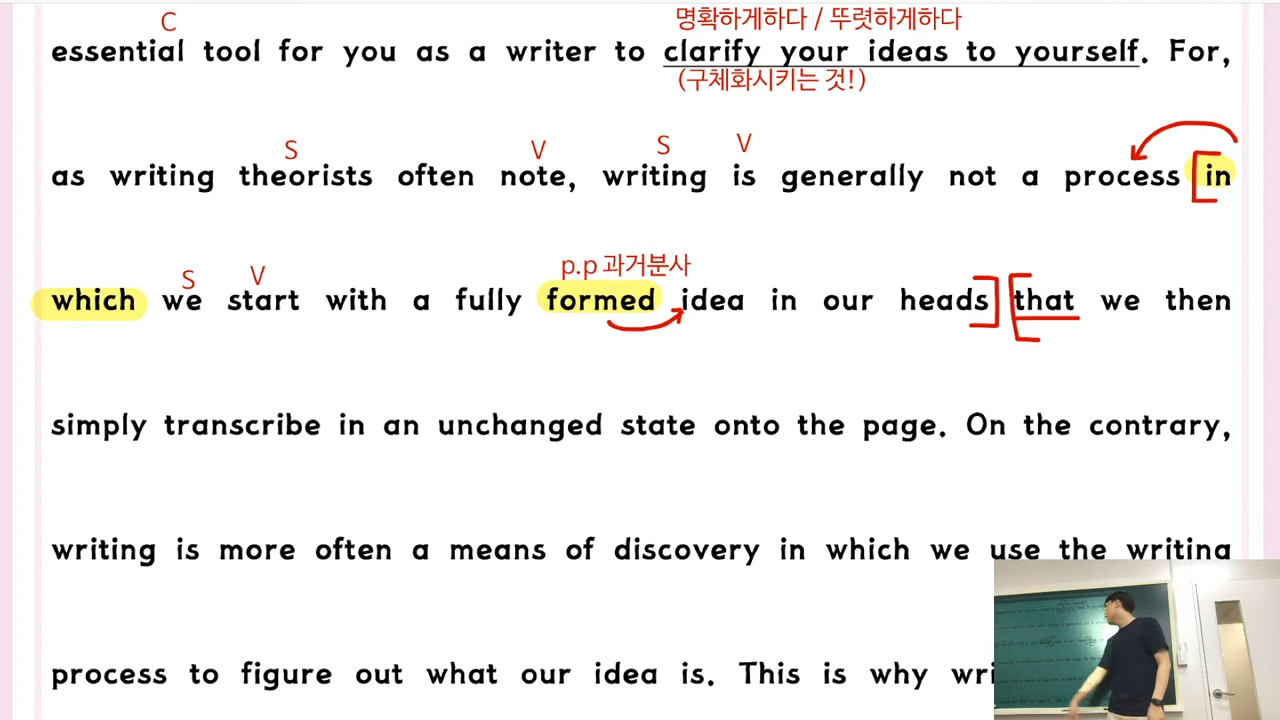 C
명확하게하다 / 뚜렷하게하다
essential tool for you as a writer to clarify your ideas to yourself. For,
(구체화시키는 것!)
S V S V
as writing theorists often note, writing is generally not a process [in
S V p.p 과거분사
which we start with a fully formed idea in our heads] [that we then
simply transcribe in an unchanged state onto the page. On the contrary,
writing is more often a means of discovery in which we use the writing
process to figure out what our idea is. This is why